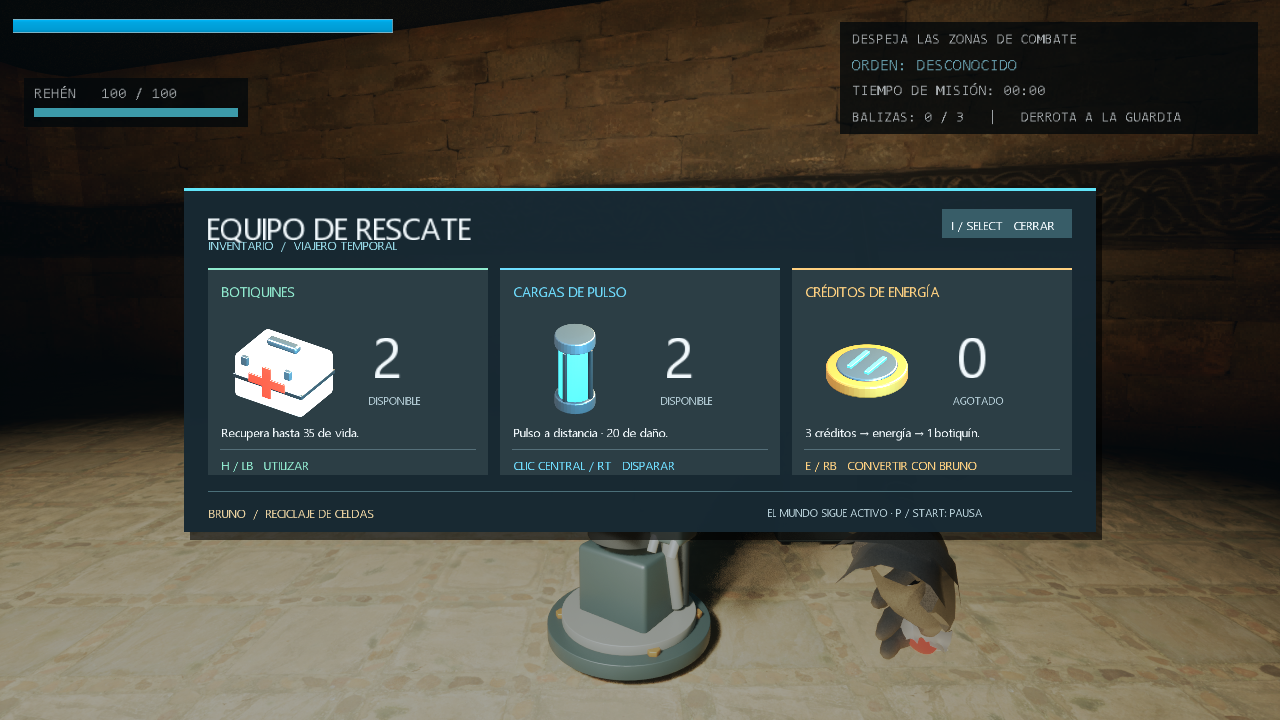 REHÉN 100 / 100
DESPEJA LAS ZONAS DE COMBATE
ORDEN: DESCONOCIDO
TIEMPO DE MISIÓN: 00:00
BALIZAS: 0 / 3 | DERROTA A LA GUARDIA
EQUIPO DE RESCATE
INVENTARIO / VIAJERO TEMPORAL
I / SELECT CERRAR
BOTIQUINES
2
DISPONIBLE
Recupera hasta 35 de vida.
H / LB UTILIZAR
CARGAS DE PULSO
2
DISPONIBLE
Pulso a distancia · 20 de daño.
CLIC CENTRAL / RT DISPARAR
CRÉDITOS DE ENERGÍA
0
AGOTADO
3 créditos → energía → 1 botiquín.
E / RB CONVERTIR CON BRUNO
BRUNO / RECICLAJE DE CELDAS
EL MUNDO SIGUE ACTIVO · P / START: PAUSA